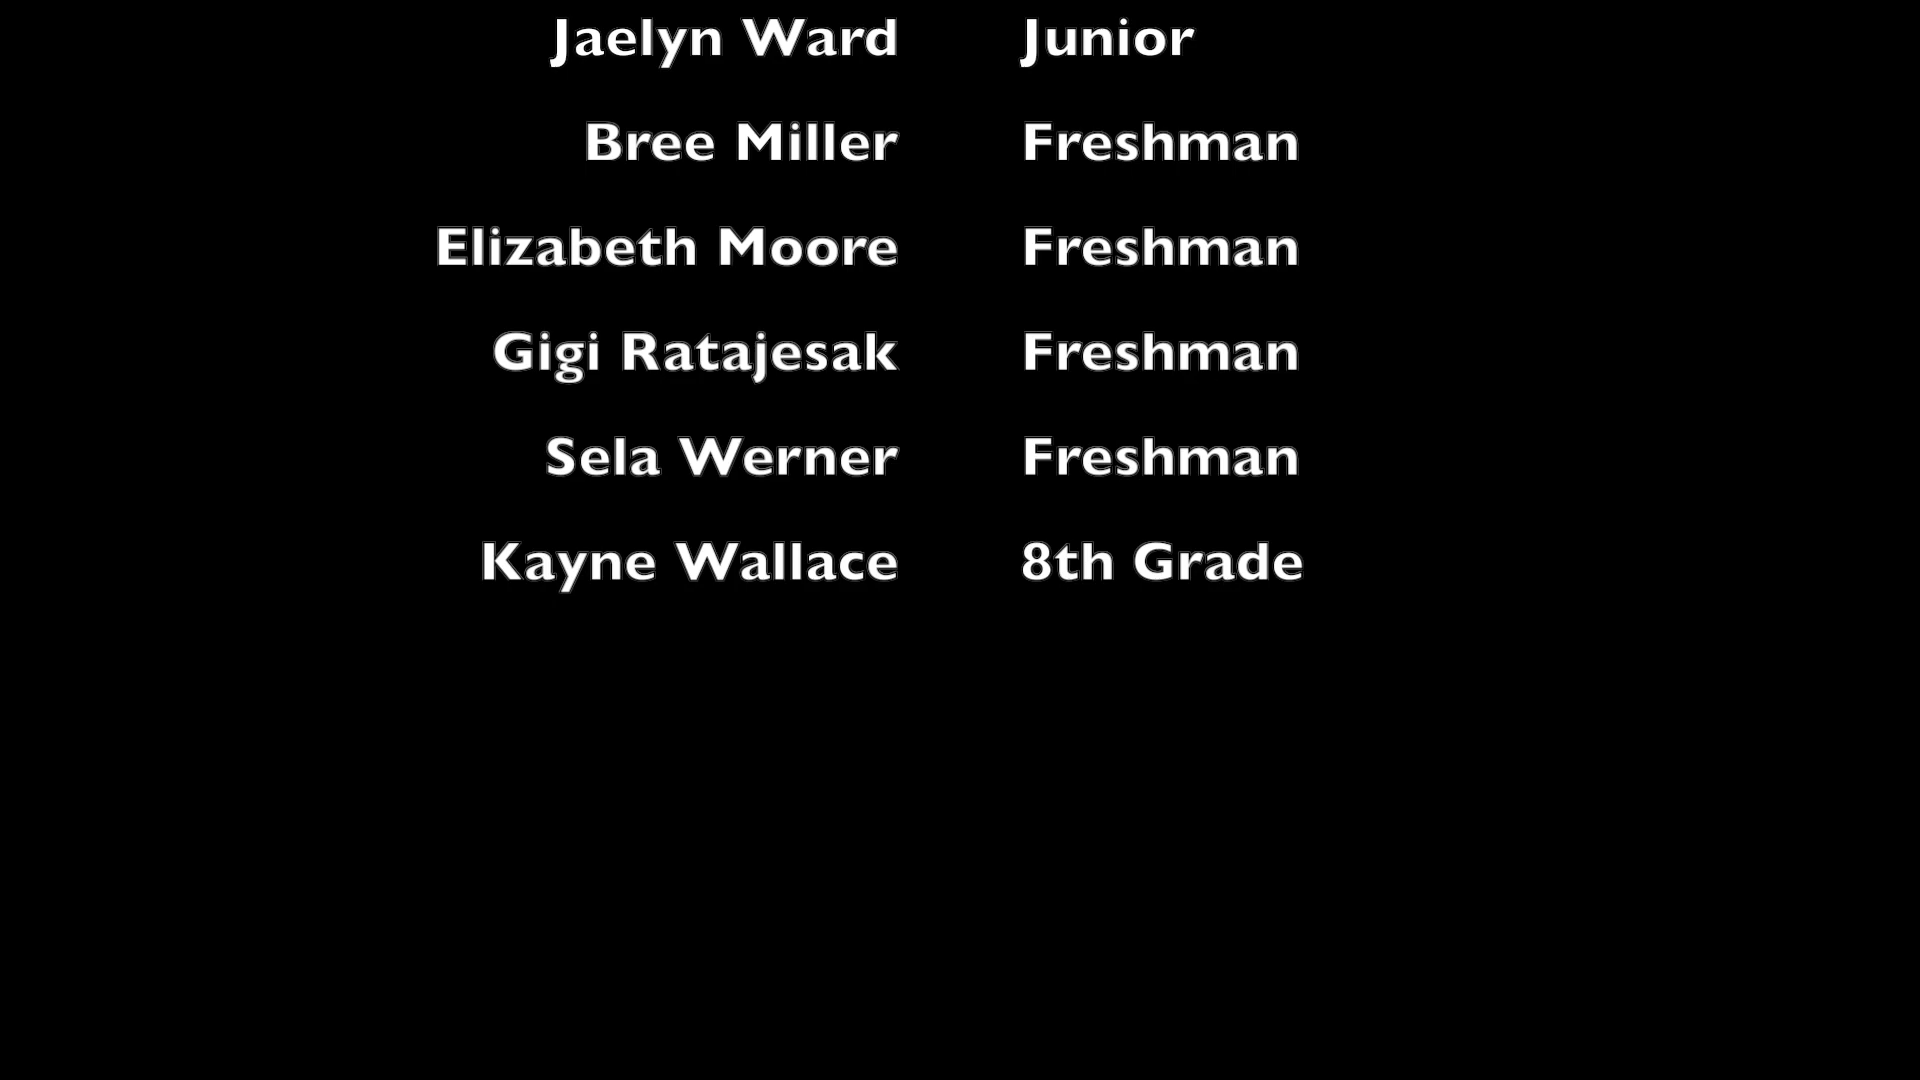 Jaelyn Ward Junior
Bree Miller Freshman
Elizabeth Moore Freshman
Gigi Ratajesak Freshman
Sela Werner Freshman
Kayne Wallace 8th Grade